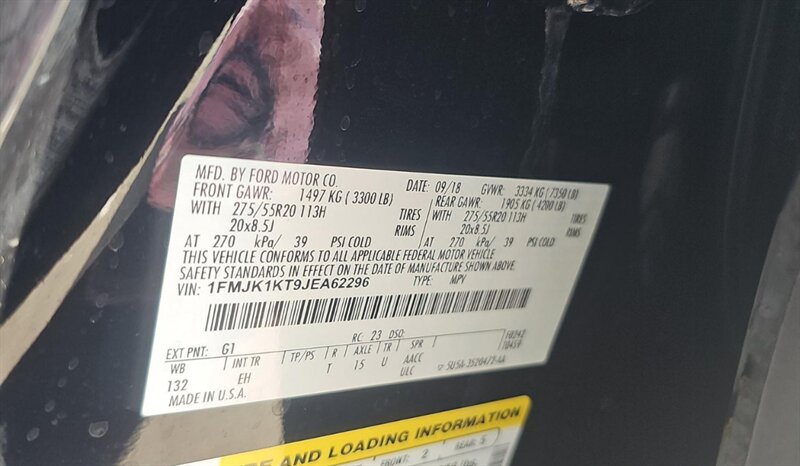 MFD. BY FORD MOTOR CO. DATE: 09/18 GVWR: 3334 KG (7350 LB)
FRONT GAWR: 1497 KG (3300 LB) REAR GAWR: 1905 KG (4200 LB)
WITH 275/55R20 113H TIRES WITH 275/55R20 113H TIRES
20x8.5J RIMS 20x8.5J RIMS
AT 270 kPa/ 39 PSI COLD AT 270 kPa/ 39 PSI COLD
THIS VEHICLE CONFORMS TO ALL APPLICABLE FEDERAL MOTOR VEHICLE
SAFETY STANDARDS IN EFFECT ON THE DATE OF MANUFACTURE SHOWN ABOVE.
VIN: 1FMJK1KT9JEA62296 TYPE: MPV
EXT PNT: G1 RC: 23 DSO:
WB INT TR TP/PS R AXLE TR SPR
132 EH T 15 U AACC
ULC
MADE IN U.S.A.
AND LOADING INFORMATION
FRONT: 2 REAR: 5